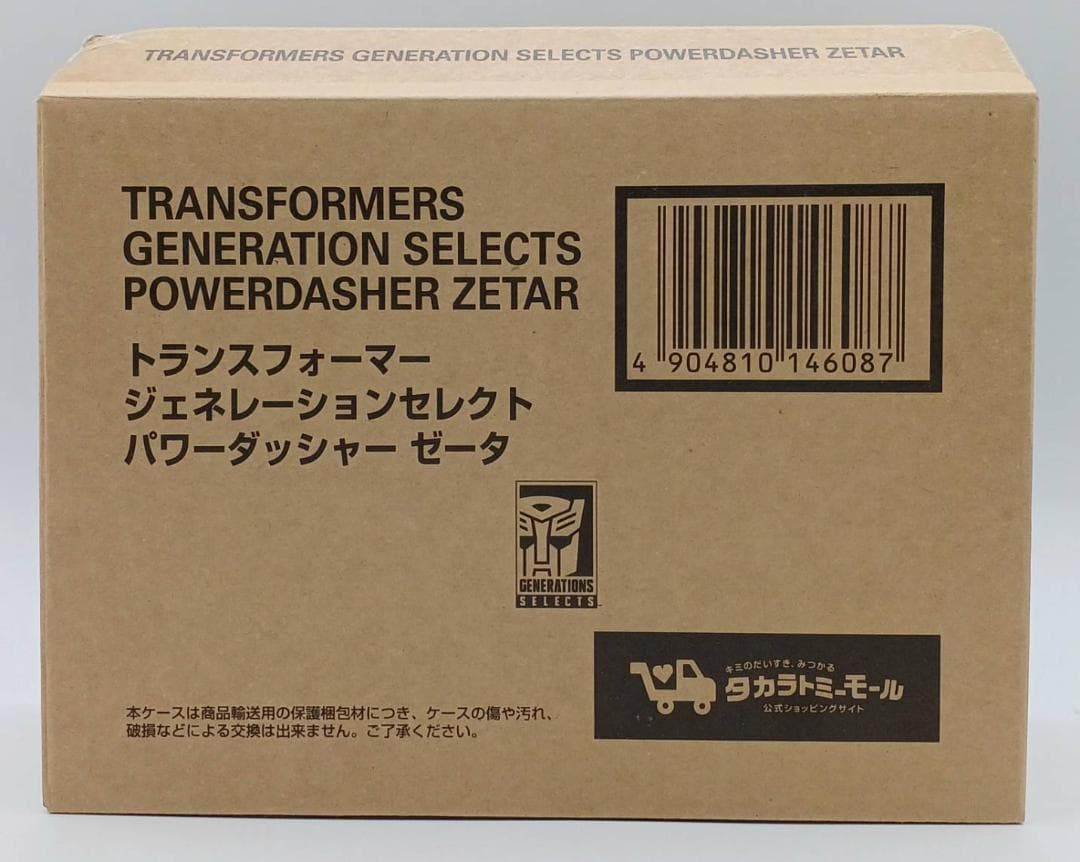 TRANSFORMERS GENERATION SELECTS POWERDASHER ZETAR
TRANSFORMERS
GENERATION SELECTS
POWERDASHER ZETAR
トランスフォーマー
ジェネレーションセレクト
パワーダッシャー ゼータ
4 904810 146087
GENERATIONS
SELECTS
キミのだいすき、みつかる
タカラトミーモール
公式ショッピングサイト
本ケースは商品輸送用の保護梱包材につき、ケースの傷や汚れ、
破損などによる交換は出来ません。ご了承ください。